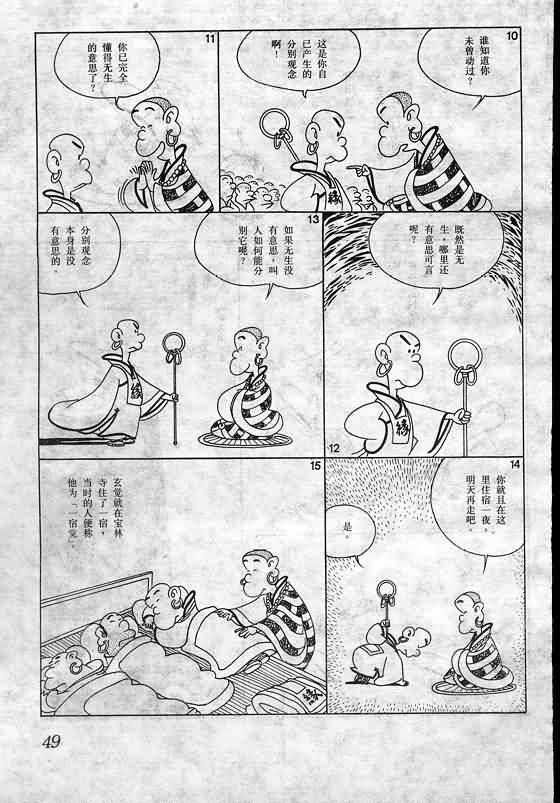 10
谁知道你
未曾动过？
这是你自
已产生的
分别观念
啊！
11
你已完全
懂得无生
的意思了？
12
既然是无
生，哪里还
有意思可言
呢？
緣
13
如果无生没
有意思，叫
人如何能分
别它呢？
分别观念
本身是没
有意思的
緣
14
你就且在这
里住宿一夜，
明天再走吧。
是。
15
玄觉就在宝林
寺住了一宿，
当时的人便称
他为「一宿觉」
49